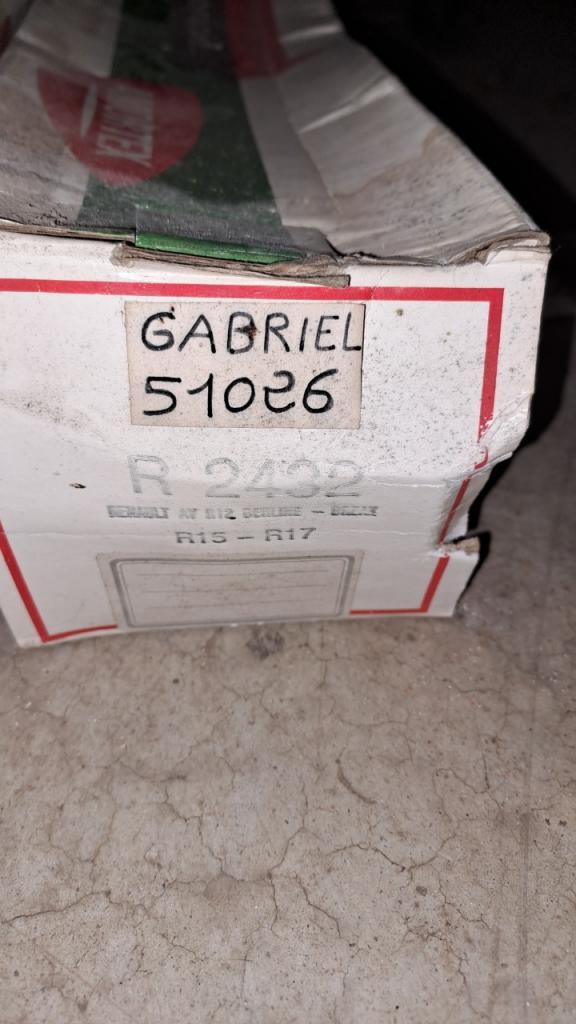 GABRIEL
51026
R 2432
RENAULT AV R12 BERLINE - BREAK
R15 - R17